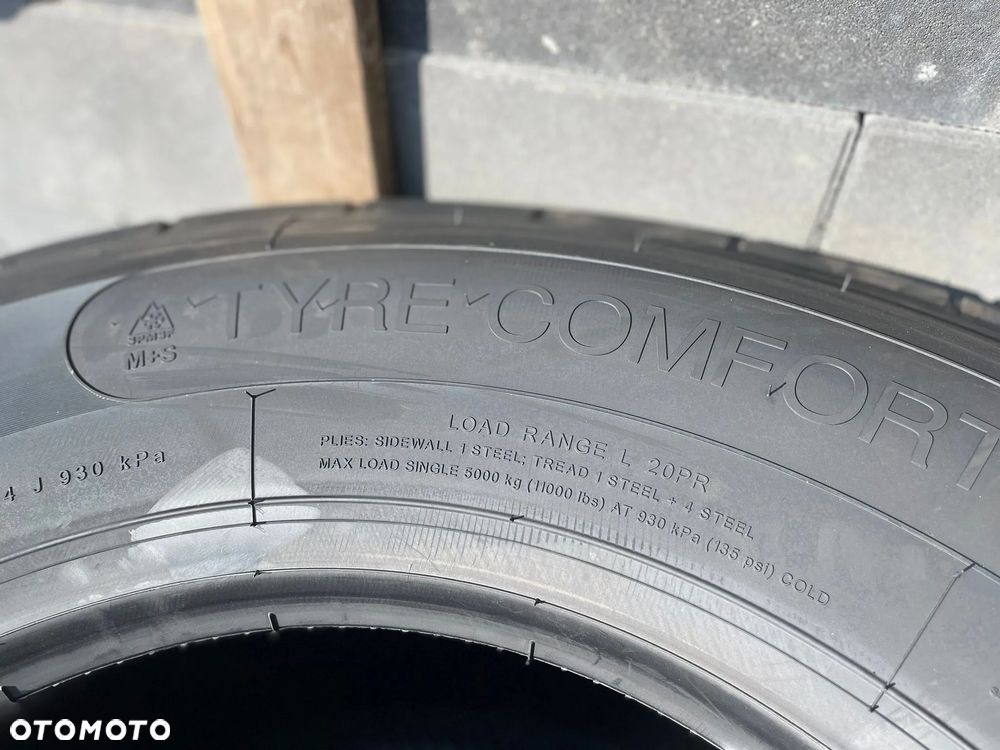 TYRE COMFORT
3PMSF
M+S
LOAD RANGE L 20PR
PLIES: SIDEWALL 1 STEEL; TREAD 1 STEEL + 4 STEEL
MAX LOAD SINGLE 5000 kg (11000 lbs) AT 930 kPa (135 psi) COLD
4 J 930 kPa
OTOMOTO